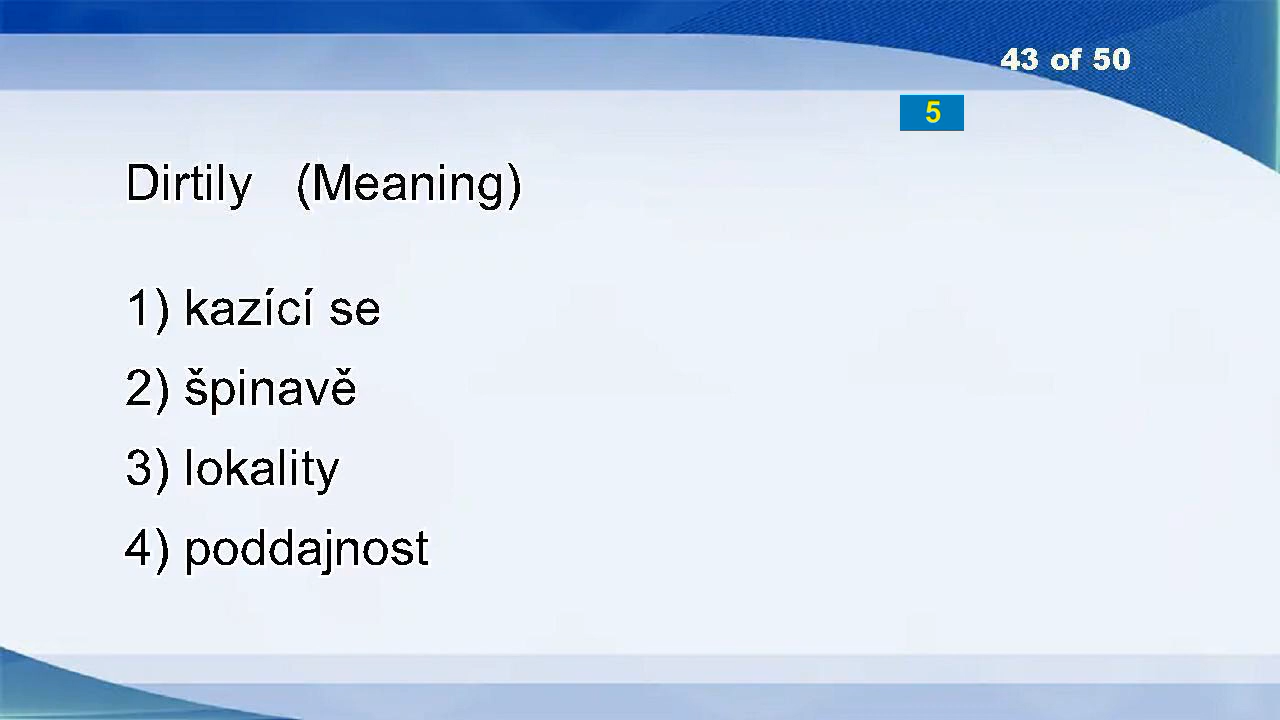 43 of 50
5
Dirtily (Meaning)
1) kazící se
2) špinavě
3) lokality
4) poddajnost